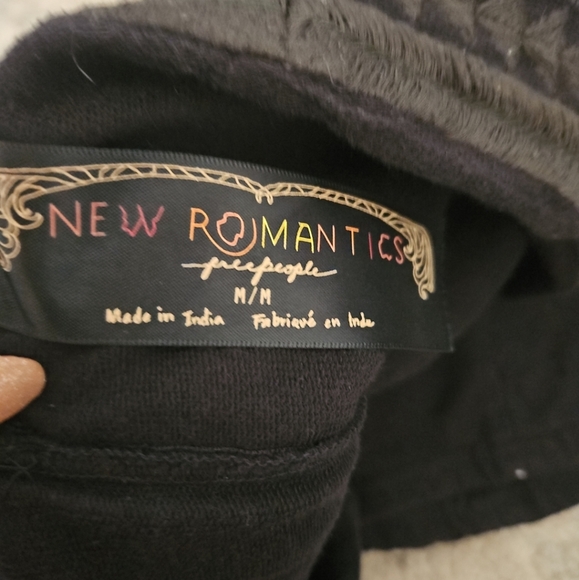 NEW ROMANTICS
freepeople
M/M
Made in India Fabriqué en Inde